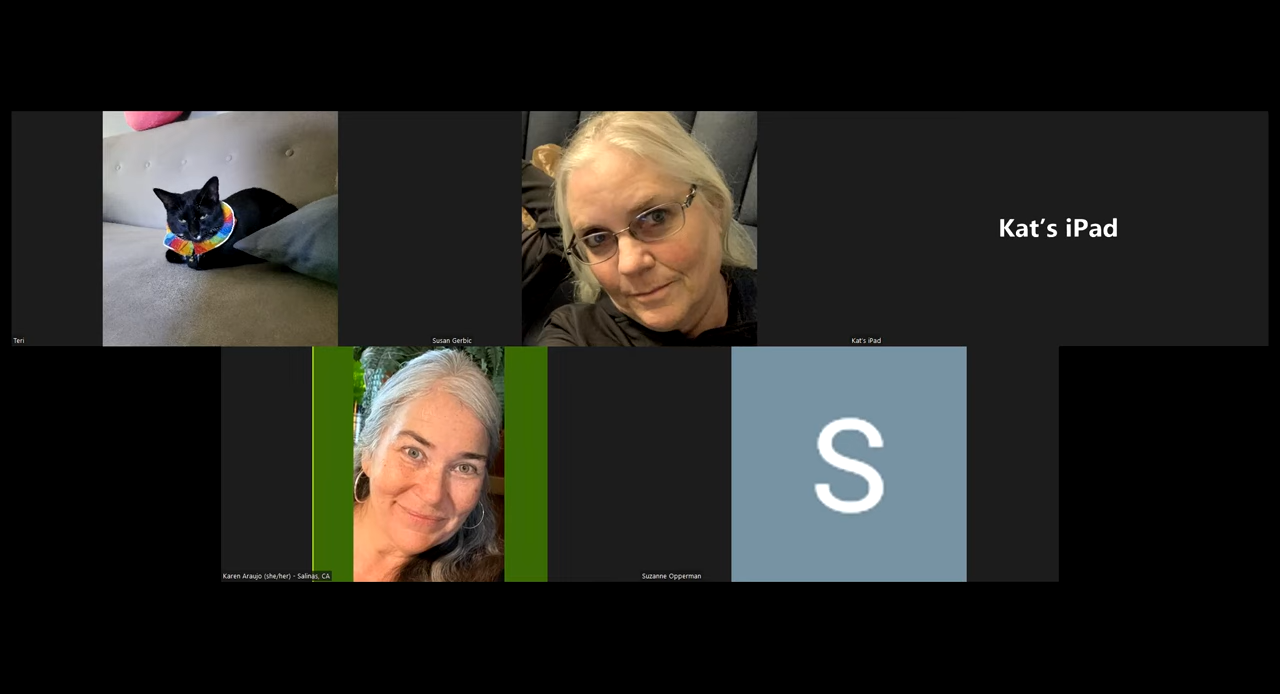 Kat’s iPad
Teri
Susan Gerbic
Kat's iPad
S
Karen Araujo (she/her) - Salinas, CA
Suzanne Opperman